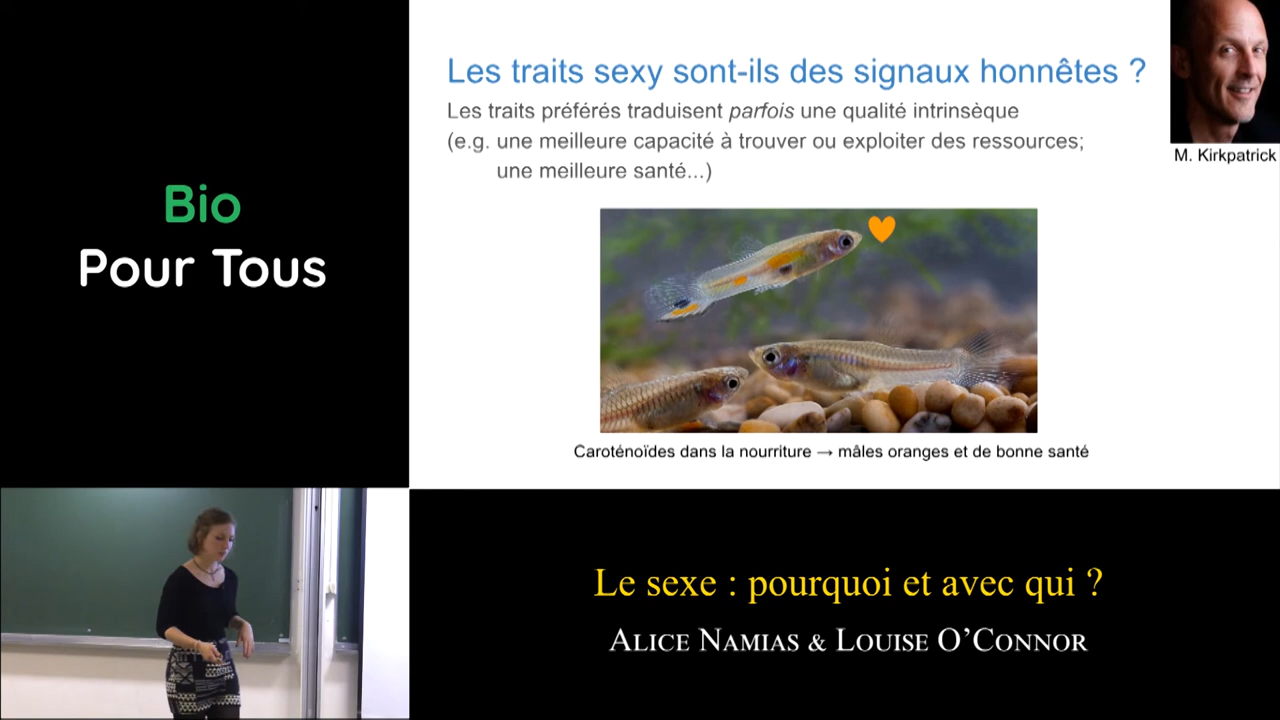 Bio
Pour Tous
Les traits sexy sont-ils des signaux honnêtes ?
Les traits préférés traduisent parfois une qualité intrinsèque
(e.g. une meilleure capacité à trouver ou exploiter des ressources;
une meilleure santé...)
M. Kirkpatrick
Caroténoïdes dans la nourriture → mâles oranges et de bonne santé
Le sexe : pourquoi et avec qui ?
ALICE NAMIAS & LOUISE O'CONNOR